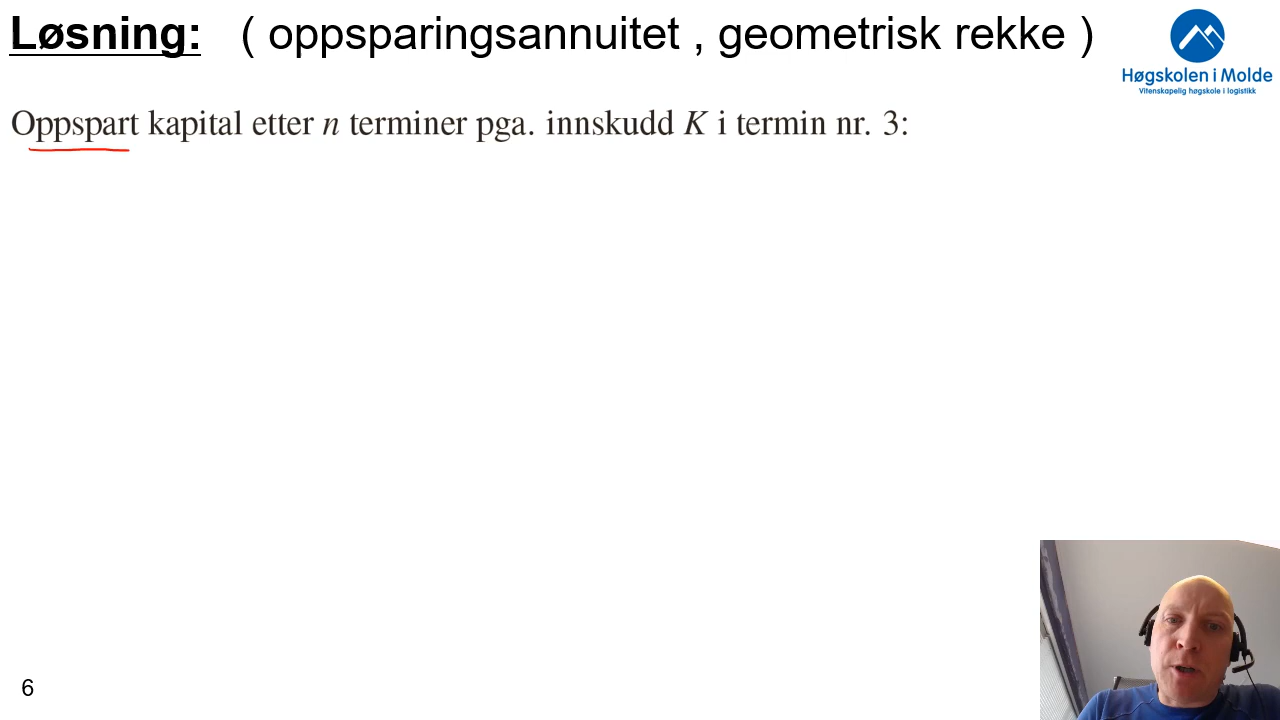 Løsning: ( oppsparingsannuitet , geometrisk rekke )
Høgskolen i Molde
Vitenskapelig høgskole i logistikk
Oppspart kapital etter n terminer pga. innskudd K i termin nr. 3:
6